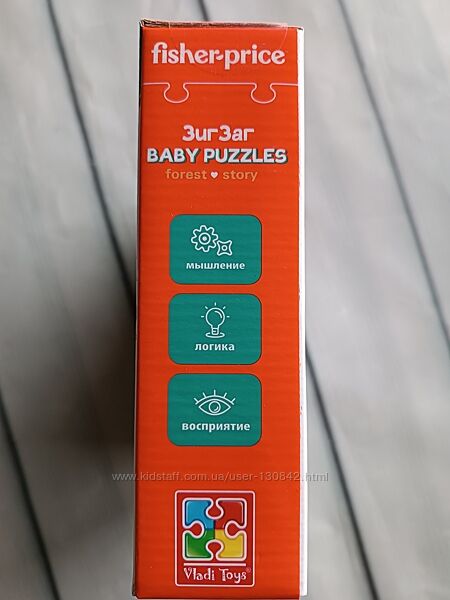 fisher-price
ЗигЗаг
BABY PUZZLES
forest story
мышление
логика
восприятие
www.kidstaff.com.ua/user-130842.html
Vladi Toys®